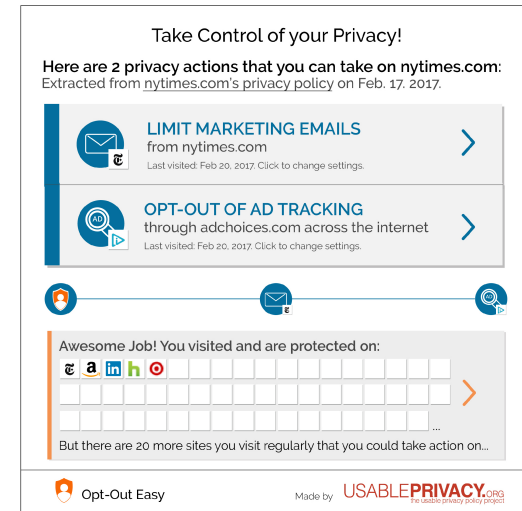 Take Control of your Privacy!
Here are 2 privacy actions that you can take on nytimes.com:
Extracted from nytimes.com's privacy policy on Feb. 17. 2017.
LIMIT MARKETING EMAILS
from nytimes.com
Last visited: Feb 20, 2017. Click to change settings.
AD
OPT-OUT OF AD TRACKING
through adchoices.com across the internet
Last visited: Feb 20, 2017. Click to change settings.
AD
Awesome Job! You visited and are protected on:
T a in h
...
But there are 20 more sites you visit regularly that you could take action on...
Opt-Out Easy
Made by USABLEPRIVACY.ORG
the usable privacy policy project